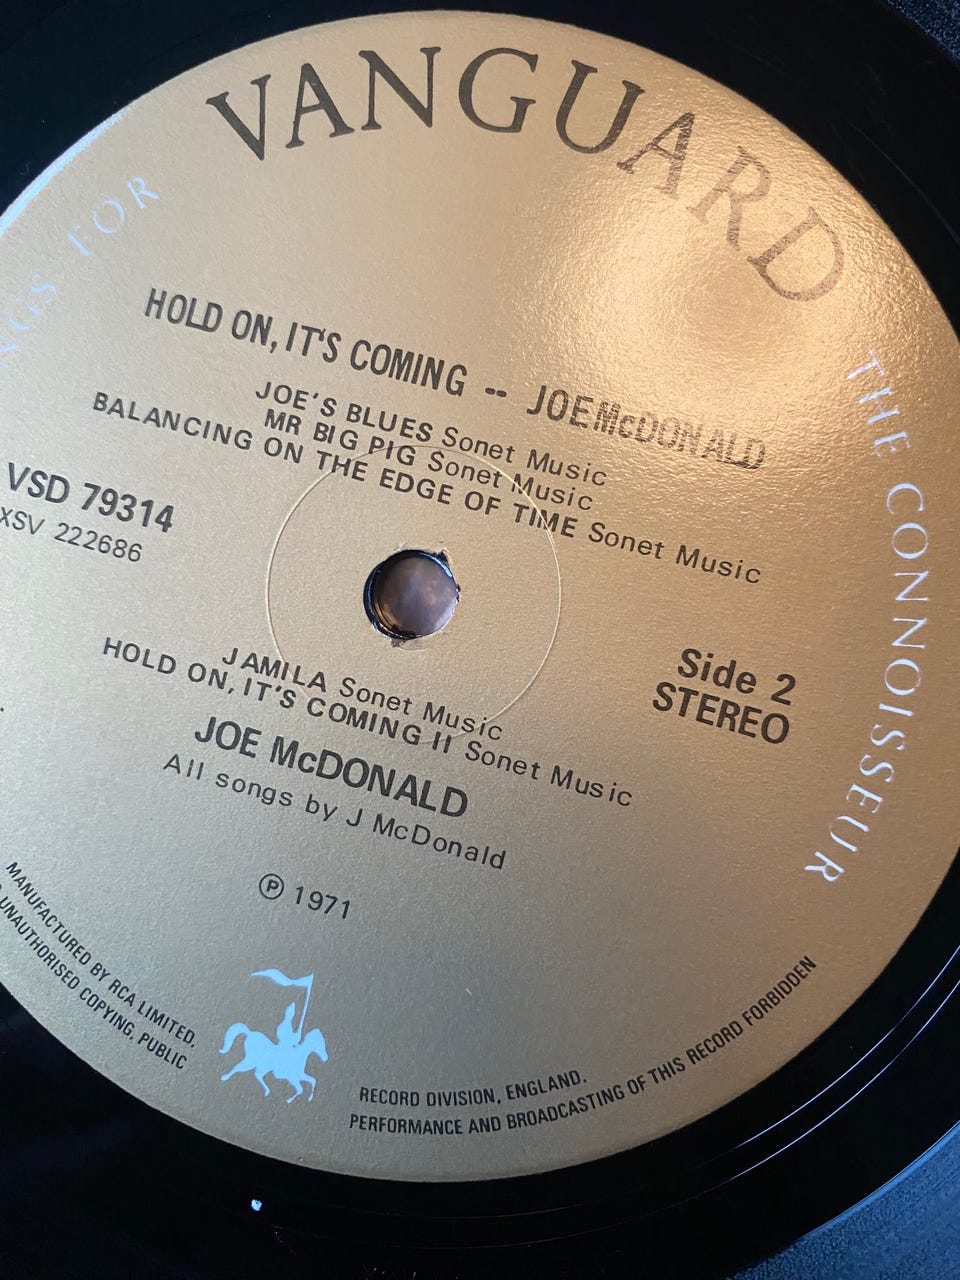 VANGUARD
NGS FOR
THE CONNOISSEUR
HOLD ON, IT'S COMING -- JOE McDONALD
JOE'S BLUES Sonet Music
MR BIG PIG Sonet Music
BALANCING ON THE EDGE OF TIME Sonet Music
VSD 79314
XSV 222686
Side 2
STEREO
JAMILA Sonet Music
HOLD ON, IT'S COMING II Sonet Music
JOE McDONALD
All songs by J McDonald
Ⓟ 1971
MANUFACTURED BY RCA LIMITED, RECORD DIVISION, ENGLAND.
UNAUTHORISED COPYING, PUBLIC PERFORMANCE AND BROADCASTING OF THIS RECORD FORBIDDEN